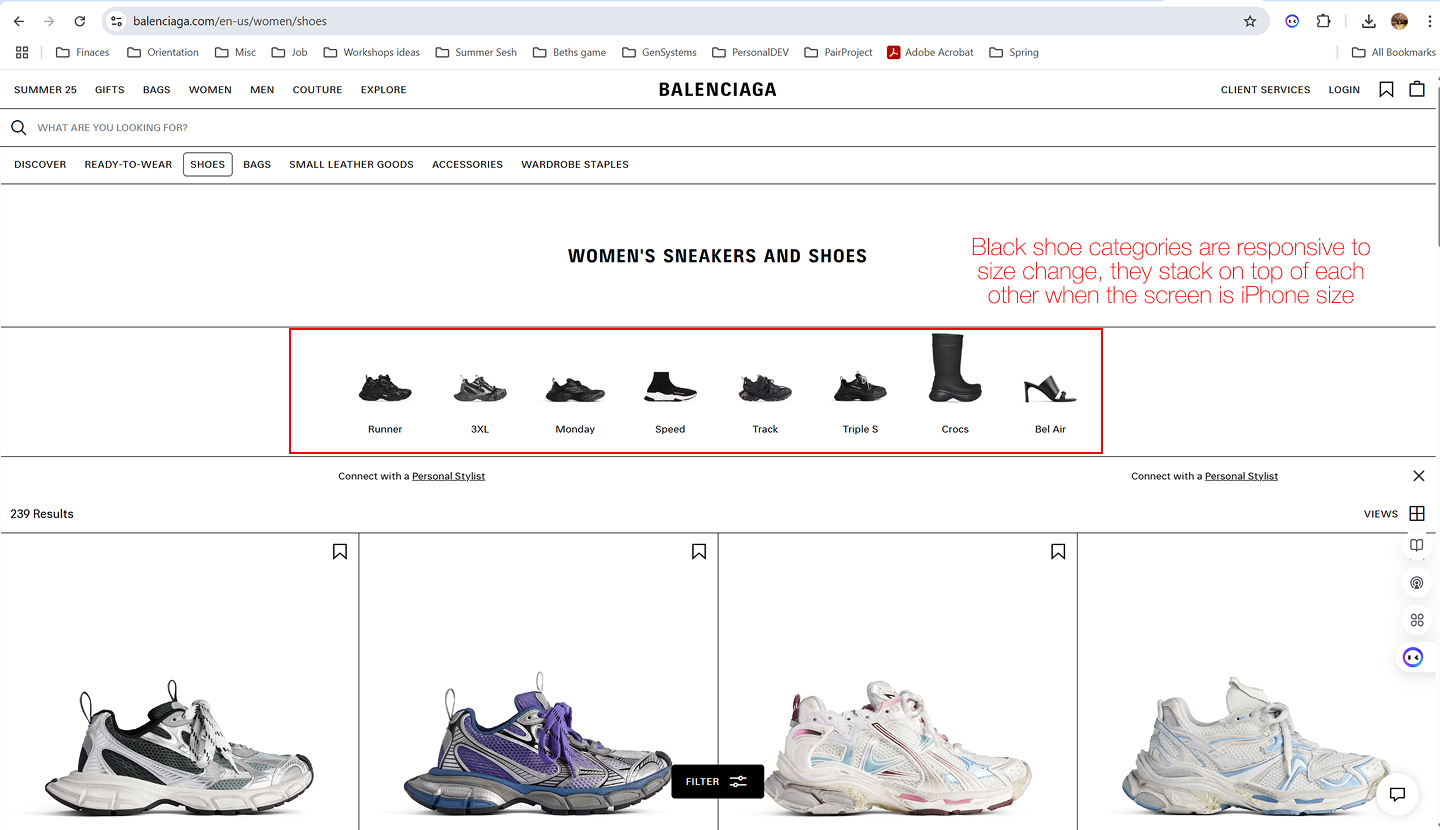 balenciaga.com/en-us/women/shoes
Finaces Orientation Misc Job Workshops ideas Summer Sesh Beths game GenSystems PersonalDEV PairProject Adobe Acrobat Spring All Bookmarks
SUMMER 25 GIFTS BAGS WOMEN MEN COUTURE EXPLORE BALENCIAGA CLIENT SERVICES LOGIN
WHAT ARE YOU LOOKING FOR?
DISCOVER READY-TO-WEAR SHOES BAGS SMALL LEATHER GOODS ACCESSORIES WARDROBE STAPLES
WOMEN'S SNEAKERS AND SHOES
Black shoe categories are responsive to
size change, they stack on top of each
other when the screen is iPhone size
Runner 3XL Monday Speed Track Triple S Crocs Bel Air
Connect with a Personal Stylist Connect with a Personal Stylist
239 Results VIEWS
FILTER